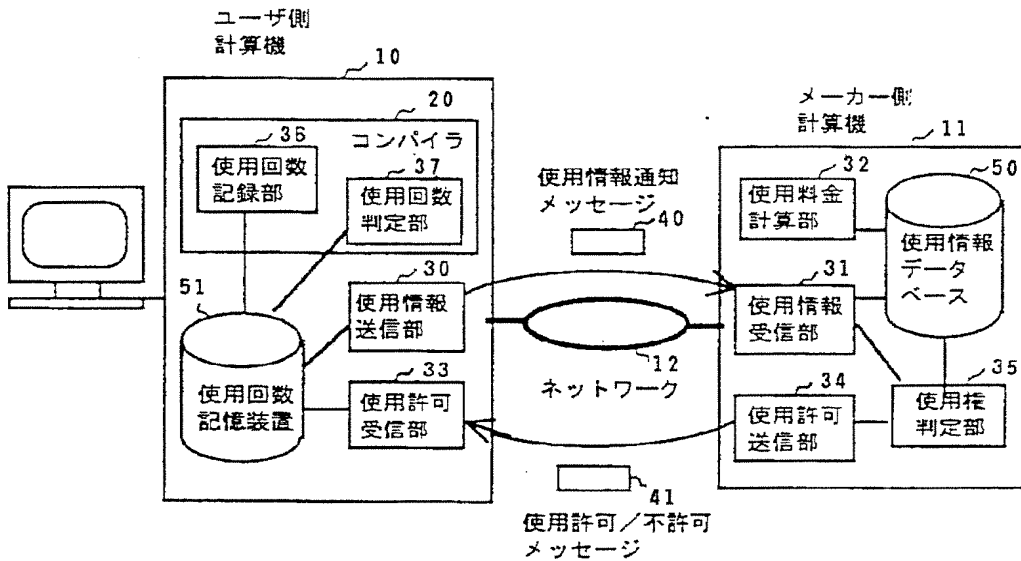 ユーザ側
計算機
10
20
36
コンパイラ
使用回数
記録部
37
使用回数
判定部
51
使用回数
記憶装置
30
使用情報
送信部
33
使用許可
受信部
使用情報通知
メッセージ
40
12
ネットワーク
41
使用許可/不許可
メッセージ
メーカー側
計算機
11
32
使用料金
計算部
50
使用情報
データ
ベース
31
使用情報
受信部
34
使用許可
送信部
35
使用権
判定部